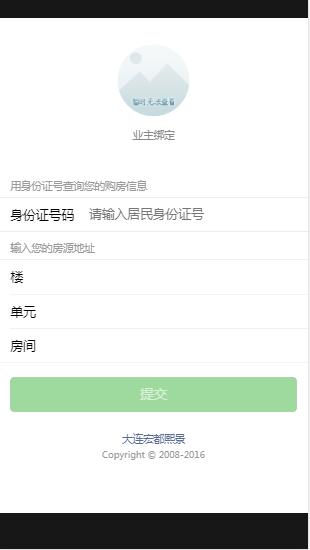 暂时无法查看
业主绑定
用身份证号查询您的购房信息
身份证号码 请输入居民身份证号
输入您的房源地址
楼
单元
房间
提交
大连宏都熙景
Copyright © 2008-2016